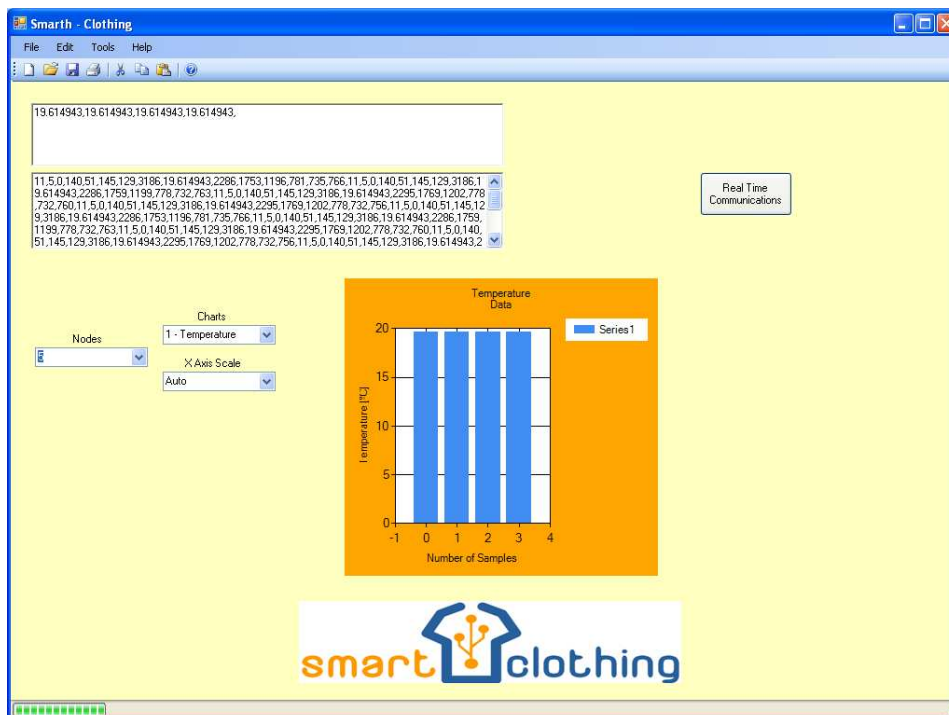 Smarth - Clothing
File Edit Tools Help
19.614943,19.614943,19.614943,19.614943,
11,5,0,140,51,145,129,3186,19.614943,2286,1753,1196,781,735,766,11,5,0,140,51,145,129,3186,1
9.614943,2286,1759,1199,778,732,763,11,5,0,140,51,145,129,3186,19.614943,2295,1769,1202,778
,732,760,11,5,0,140,51,145,129,3186,19.614943,2295,1769,1202,778,732,756,11,5,0,140,51,145,12
9,3186,19.614943,2286,1753,1196,781,735,766,11,5,0,140,51,145,129,3186,19.614943,2286,1759,
1199,778,732,763,11,5,0,140,51,145,129,3186,19.614943,2295,1769,1202,778,732,760,11,5,0,140,
51,145,129,3186,19.614943,2295,1769,1202,778,732,756,11,5,0,140,51,145,129,3186,19.614943,2
Real Time
Communications
Nodes
5
Charts
1 - Temperature
X Axis Scale
Auto
Temperature
Data
Series1
Temperature [°C]
20
15
10
5
0
-1 0 1 2 3 4
Number of Samples
smart clothing